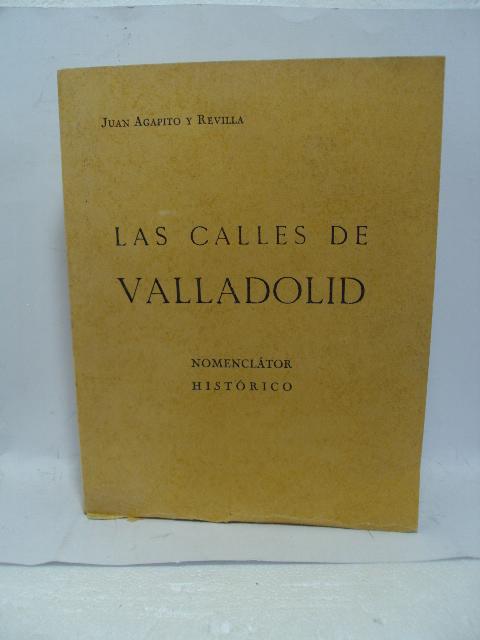 Juan Agapito y Revilla
LAS CALLES DE
VALLADOLID
NOMENCLÁTOR
HISTÓRICO